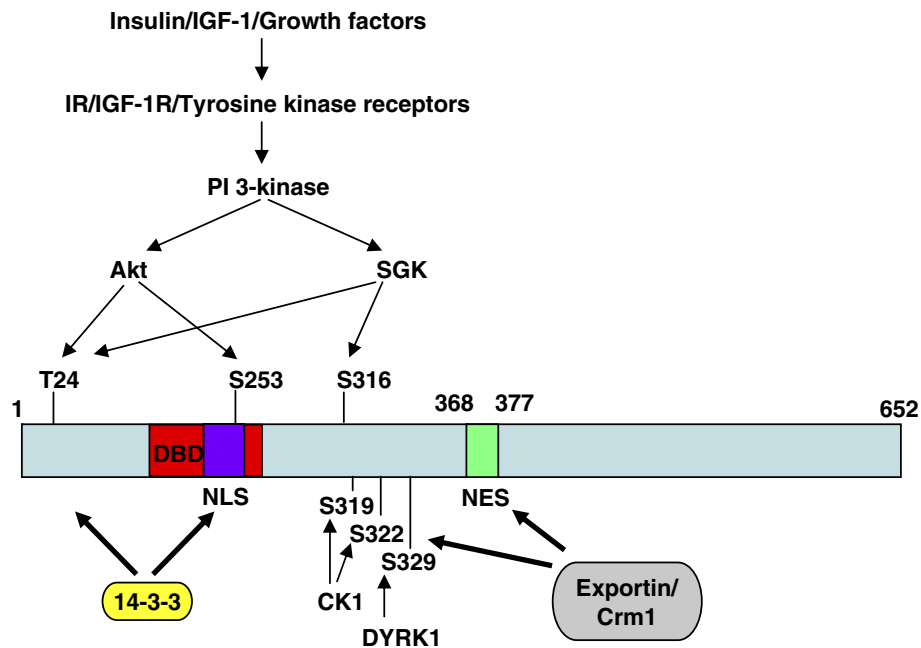 Insulin/IGF-1/Growth factors
IR/IGF-1R/Tyrosine kinase receptors
PI 3-kinase
Akt
SGK
T24
S253
S316
1
368
377
652
DBD
NLS
NES
S319
S322
S329
14-3-3
CK1
DYRK1
Exportin/
Crm1